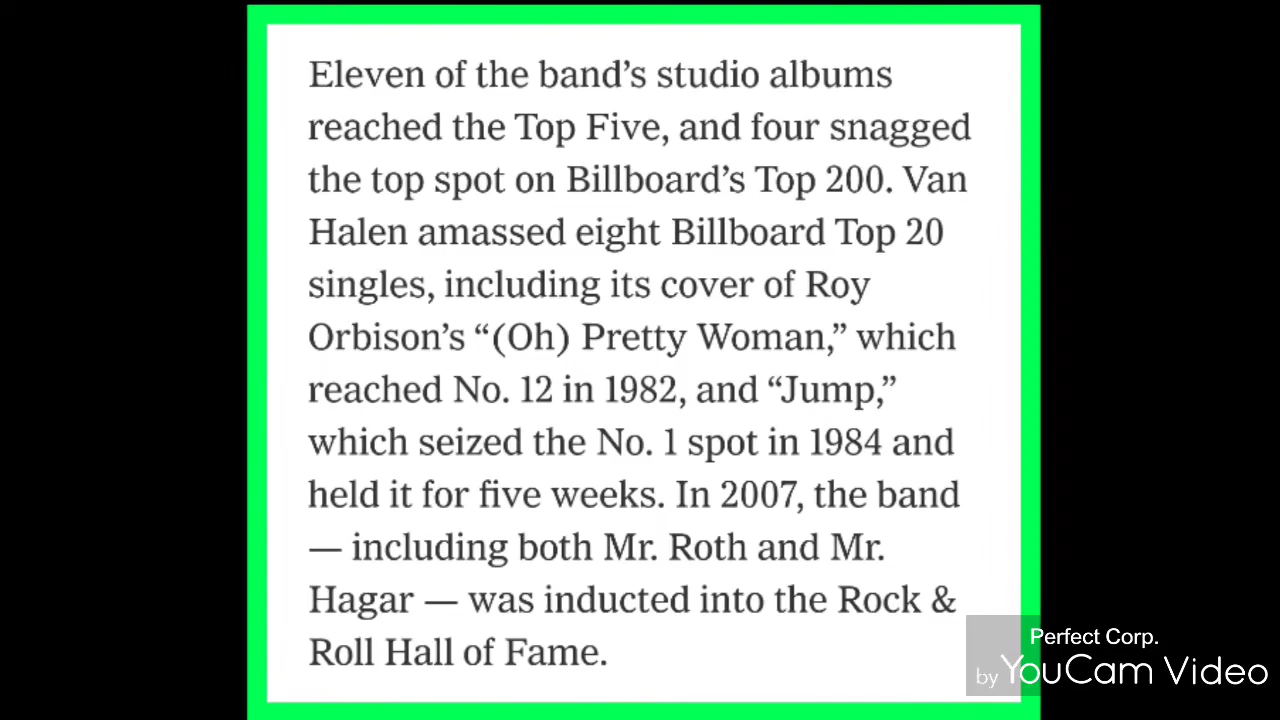 Eleven of the band’s studio albums
reached the Top Five, and four snagged
the top spot on Billboard’s Top 200. Van
Halen amassed eight Billboard Top 20
singles, including its cover of Roy
Orbison’s “(Oh) Pretty Woman,” which
reached No. 12 in 1982, and “Jump,”
which seized the No. 1 spot in 1984 and
held it for five weeks. In 2007, the band
— including both Mr. Roth and Mr.
Hagar — was inducted into the Rock &
Roll Hall of Fame.
Perfect Corp.
by YouCam Video